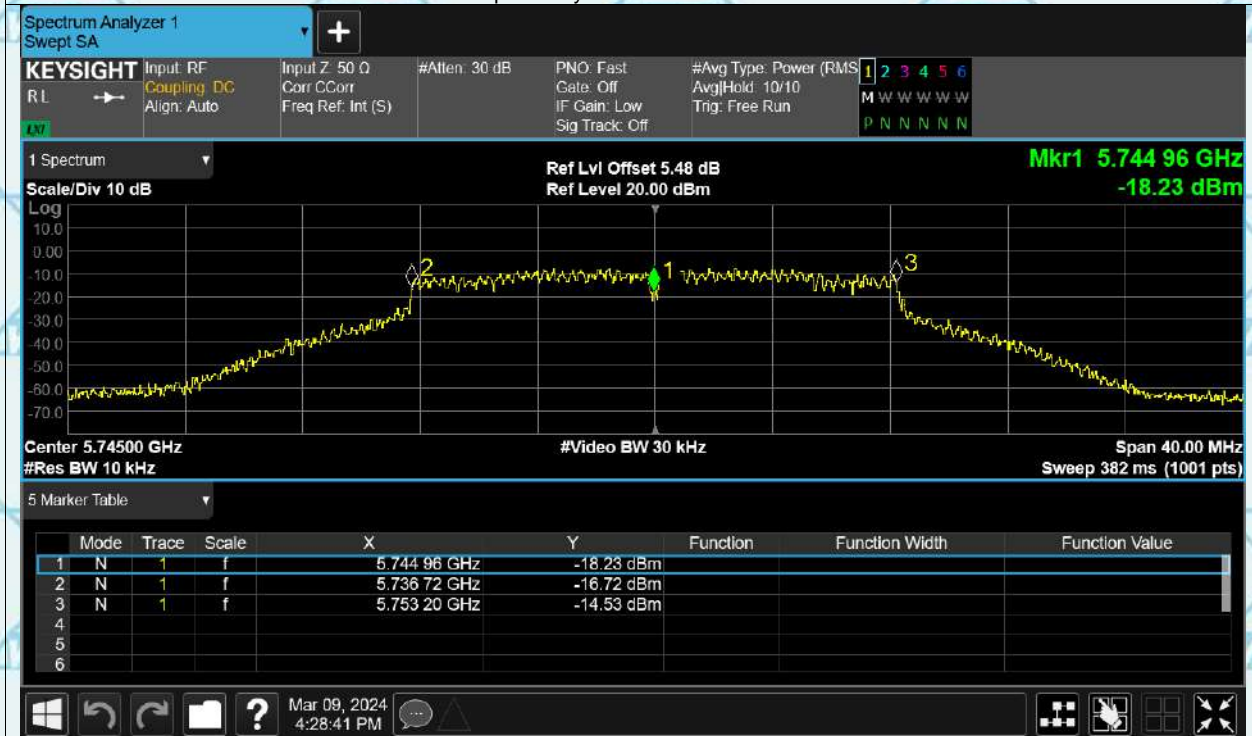 Spectrum Analyzer 1
Swept SA
+
KEYSIGHT Input: RF Input Z: 50 Ω #Atten: 30 dB PNO: Fast #Avg Type: Power (RMS 1 2 3 4 5 6
RL Coupling: DC Corr CCorr Gate: Off Avg|Hold: 10/10 M W W W W W
Align: Auto Freq Ref: Int (S) IF Gain: Low Trig: Free Run
LXI Sig Track: Off P N N N N N
1 Spectrum Ref Lvl Offset 5.48 dB Mkr1 5.744 96 GHz
Scale/Div 10 dB Ref Level 20.00 dBm -18.23 dBm
Log
10.0
0.00
-10.0
-20.0
-30.0
-40.0
-50.0
-60.0
-70.0
2 1 3
Center 5.74500 GHz #Video BW 30 kHz Span 40.00 MHz
#Res BW 10 kHz Sweep 382 ms (1001 pts)
5 Marker Table
Mode Trace Scale X Y Function Function Width Function Value
1 N 1 f 5.744 96 GHz -18.23 dBm
2 N 1 f 5.736 72 GHz -16.72 dBm
3 N 1 f 5.753 20 GHz -14.53 dBm
4
5
6
? Mar 09, 2024
4:28:41 PM